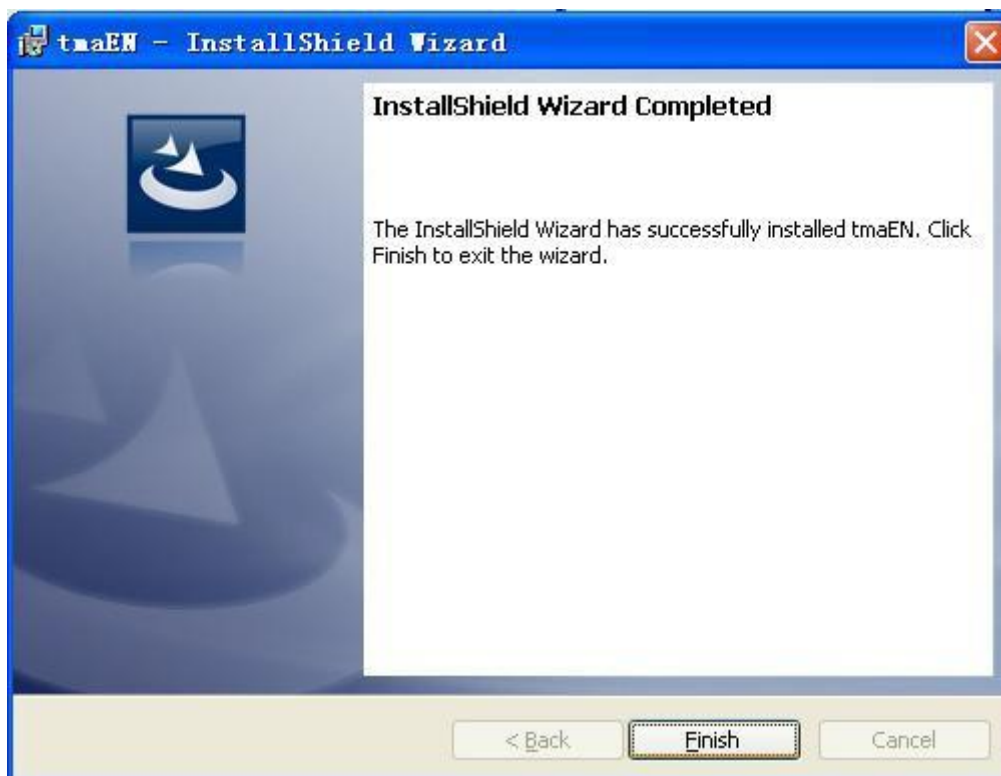 tmaEN - InstallShield Wizard
InstallShield Wizard Completed
The InstallShield Wizard has successfully installed tmaEN. Click
Finish to exit the wizard.
< Back
Finish
Cancel